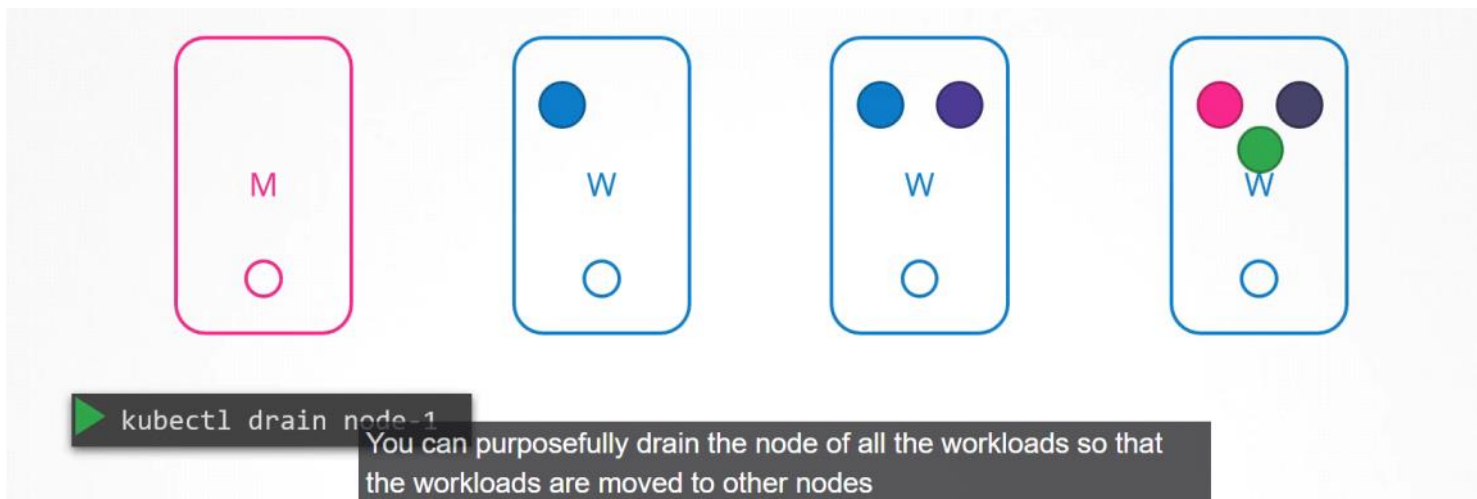 M
W
W
W
kubectl drain node-1
You can purposefully drain the node of all the workloads so that
the workloads are moved to other nodes